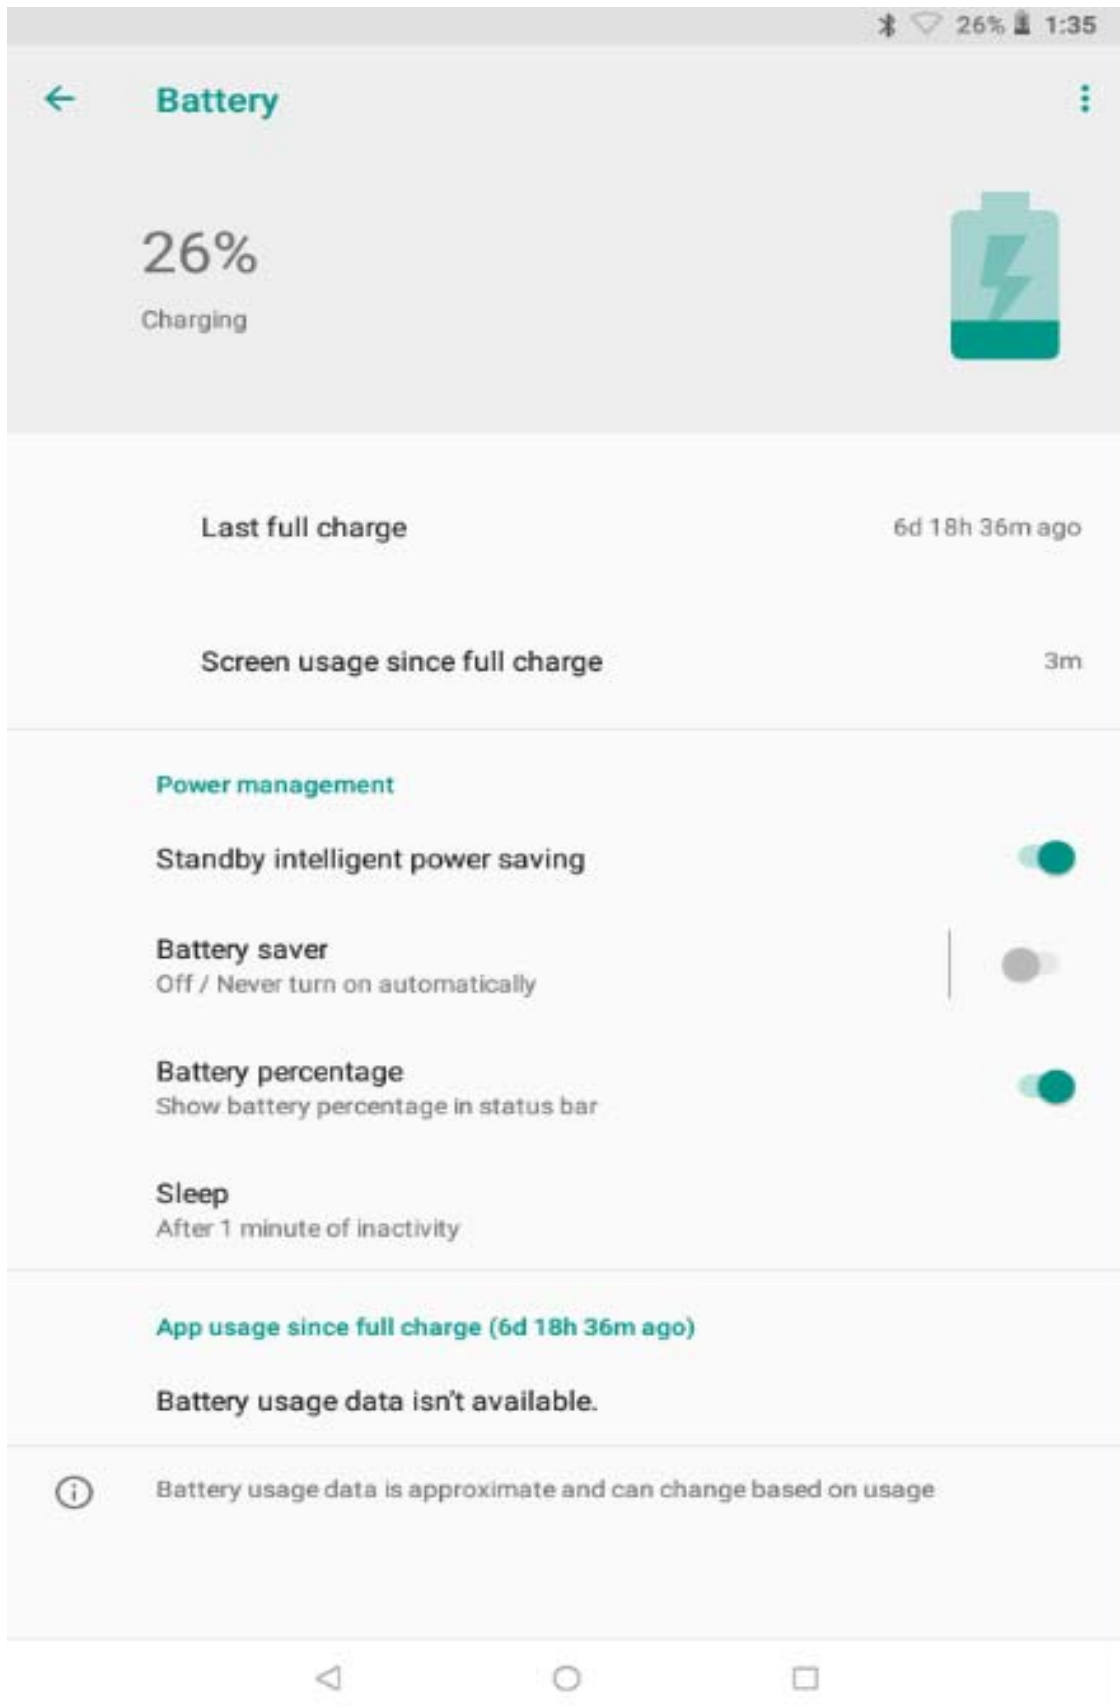 26% 1:35
Battery
26%
Charging
Last full charge 6d 18h 36m ago
Screen usage since full charge 3m
Power management
Standby intelligent power saving
Battery saver
Off / Never turn on automatically
Battery percentage
Show battery percentage in status bar
Sleep
After 1 minute of inactivity
App usage since full charge (6d 18h 36m ago)
Battery usage data isn't available.
Battery usage data is approximate and can change based on usage